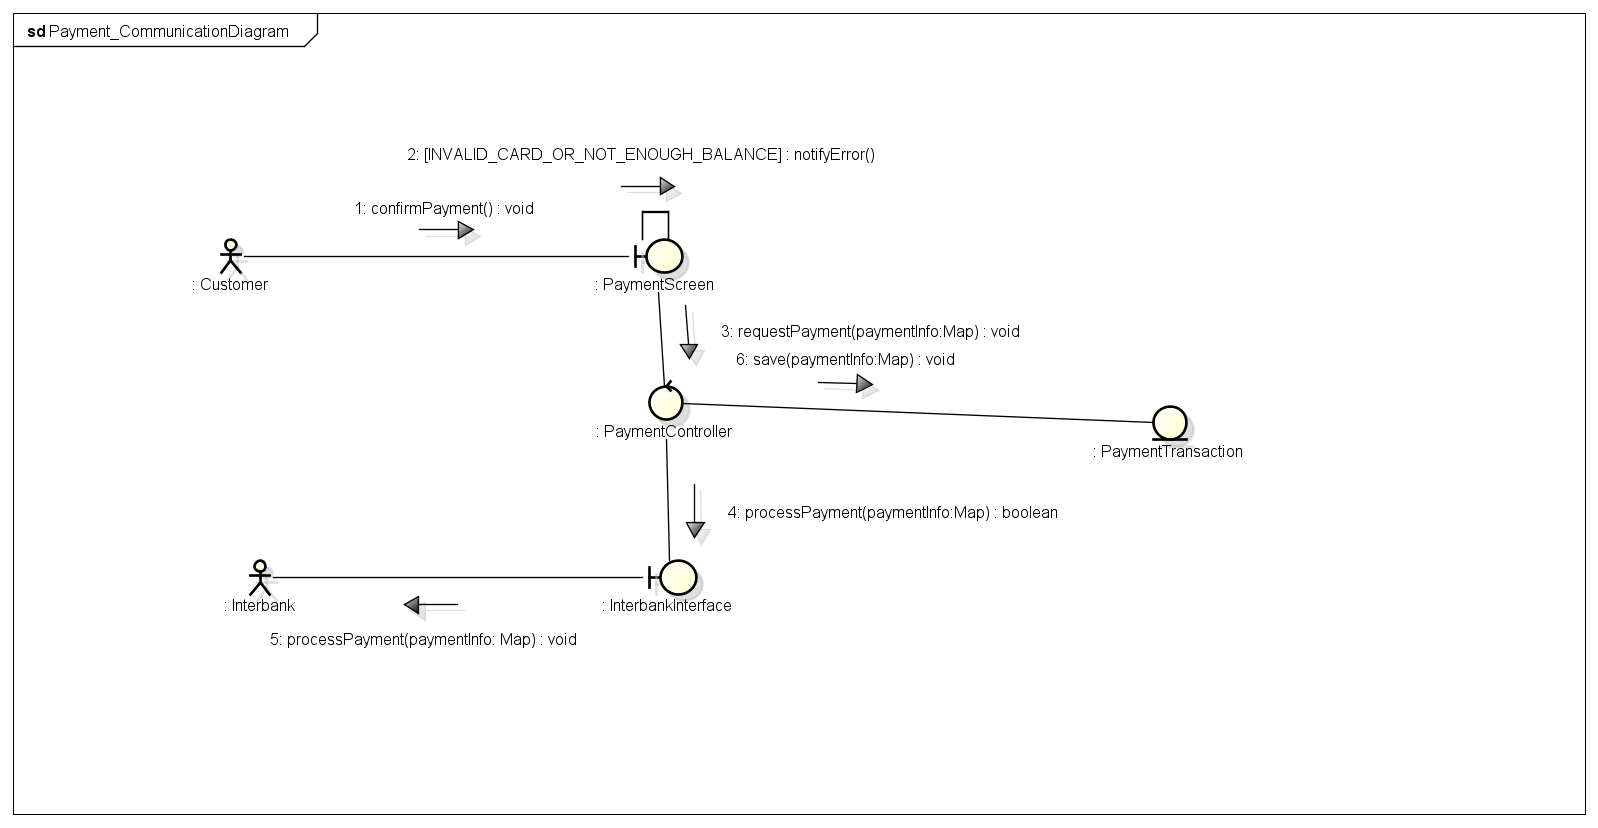 sd Payment_CommunicationDiagram
2: [INVALID_CARD_OR_NOT_ENOUGH_BALANCE] : notifyError()
1: confirmPayment() : void
: Customer
: PaymentScreen
3: requestPayment(paymentInfo:Map) : void
6: save(paymentInfo:Map) : void
: PaymentController
: PaymentTransaction
4: processPayment(paymentInfo:Map) : boolean
: Interbank
: InterbankInterface
5: processPayment(paymentInfo: Map) : void